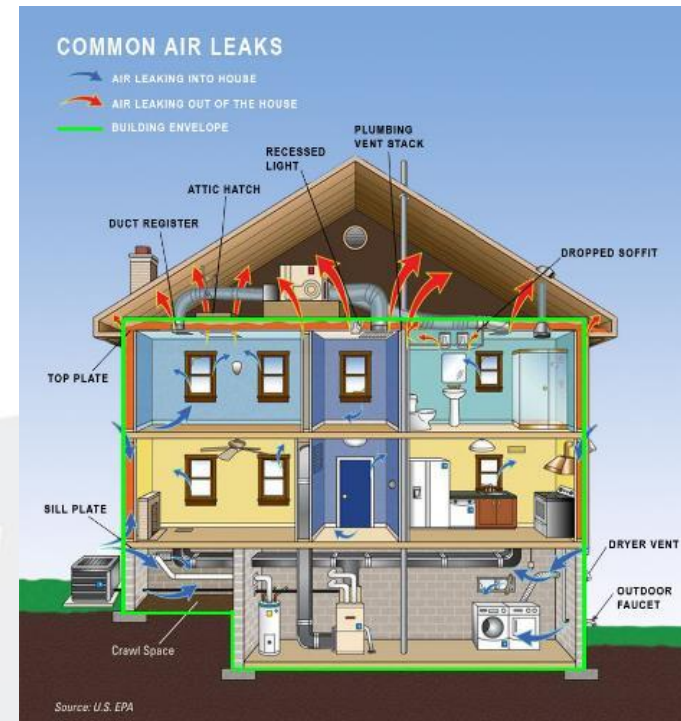 COMMON AIR LEAKS
AIR LEAKING INTO HOUSE
AIR LEAKING OUT OF THE HOUSE
BUILDING ENVELOPE
PLUMBING
VENT STACK
RECESSED
LIGHT
ATTIC HATCH
DUCT REGISTER
DROPPED SOFFIT
TOP PLATE
SILL PLATE
DRYER VENT
OUTDOOR
FAUCET
Crawl Space
Source: U.S. EPA